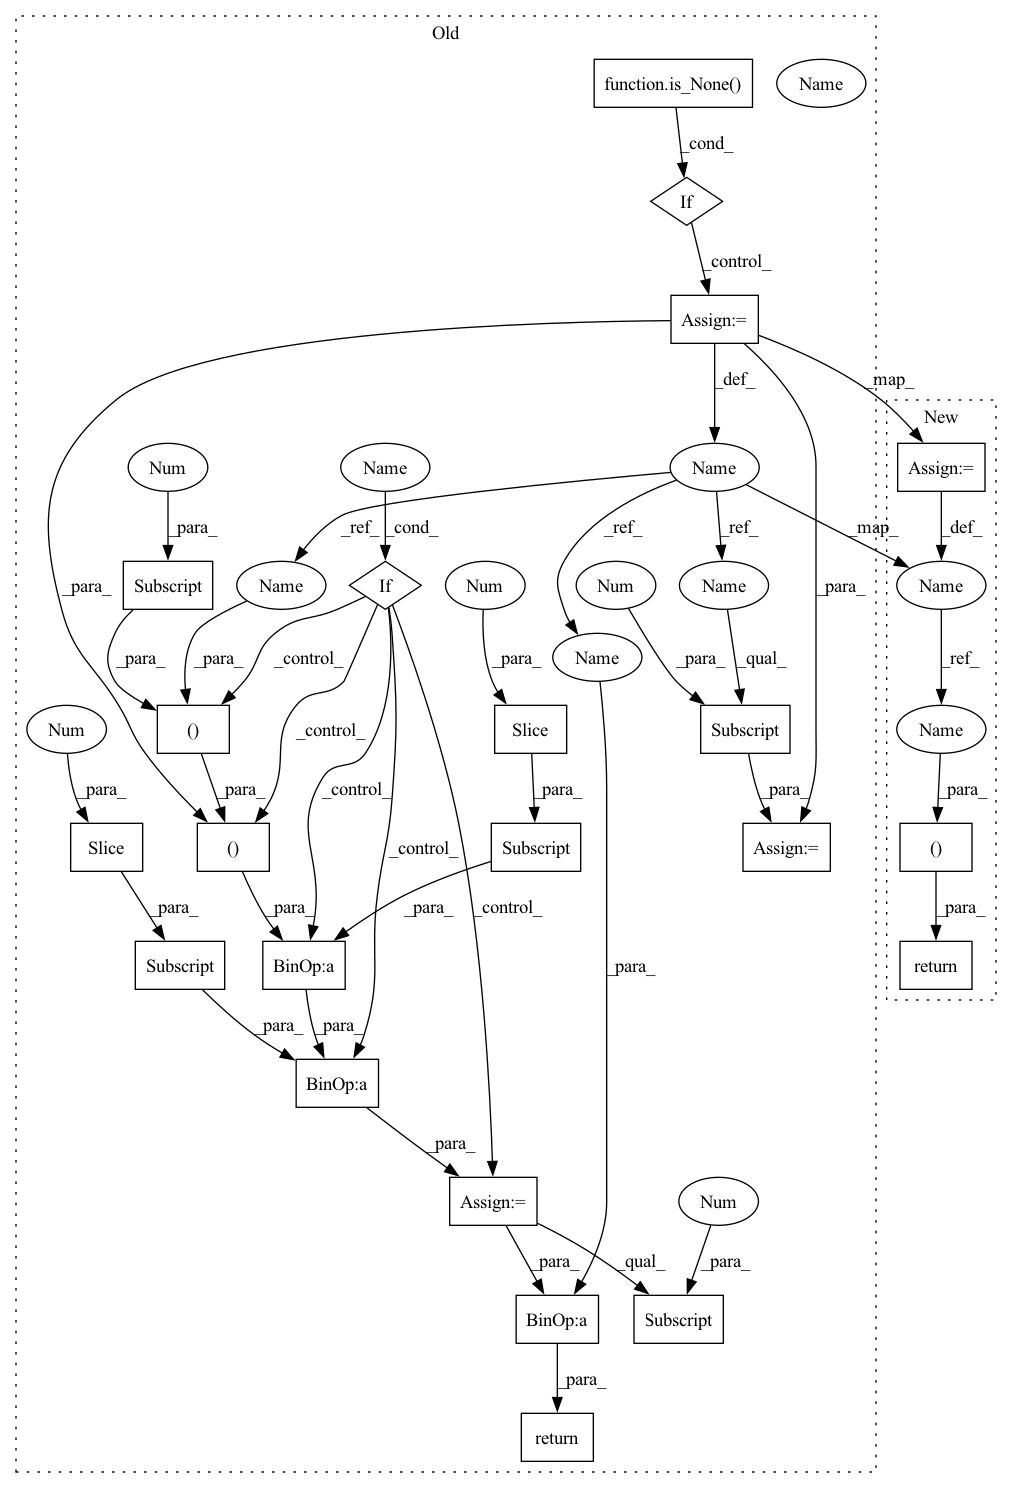 Old
function.is_None()
Name
_cond_
If
_control_
Assign:=
_def_
_map_
New
Num
Name
Name
Assign:=
_para_
_cond_
_ref_
_ref_
_ref_
_map_
_def_
_para_
Subscript
Name
If
Num
Num
Name
_para_
Name
Name
_para_
_para_
_control_
_para_
_para_
_qual_
_ref_
Num
()
_control_
Slice
Subscript
Name
_para_
_para_
_control_
_para_
_para_
_para_
Slice
()
_control_
Subscript
Assign:=
()
_para_
_para_
_para_
_control_
_para_
Subscript
BinOp:a
_para_
return
_para_
_para_
BinOp:a
_para_
Assign:=
Num
_para_
_qual_
_para_
BinOp:a
Subscript
_para_
return